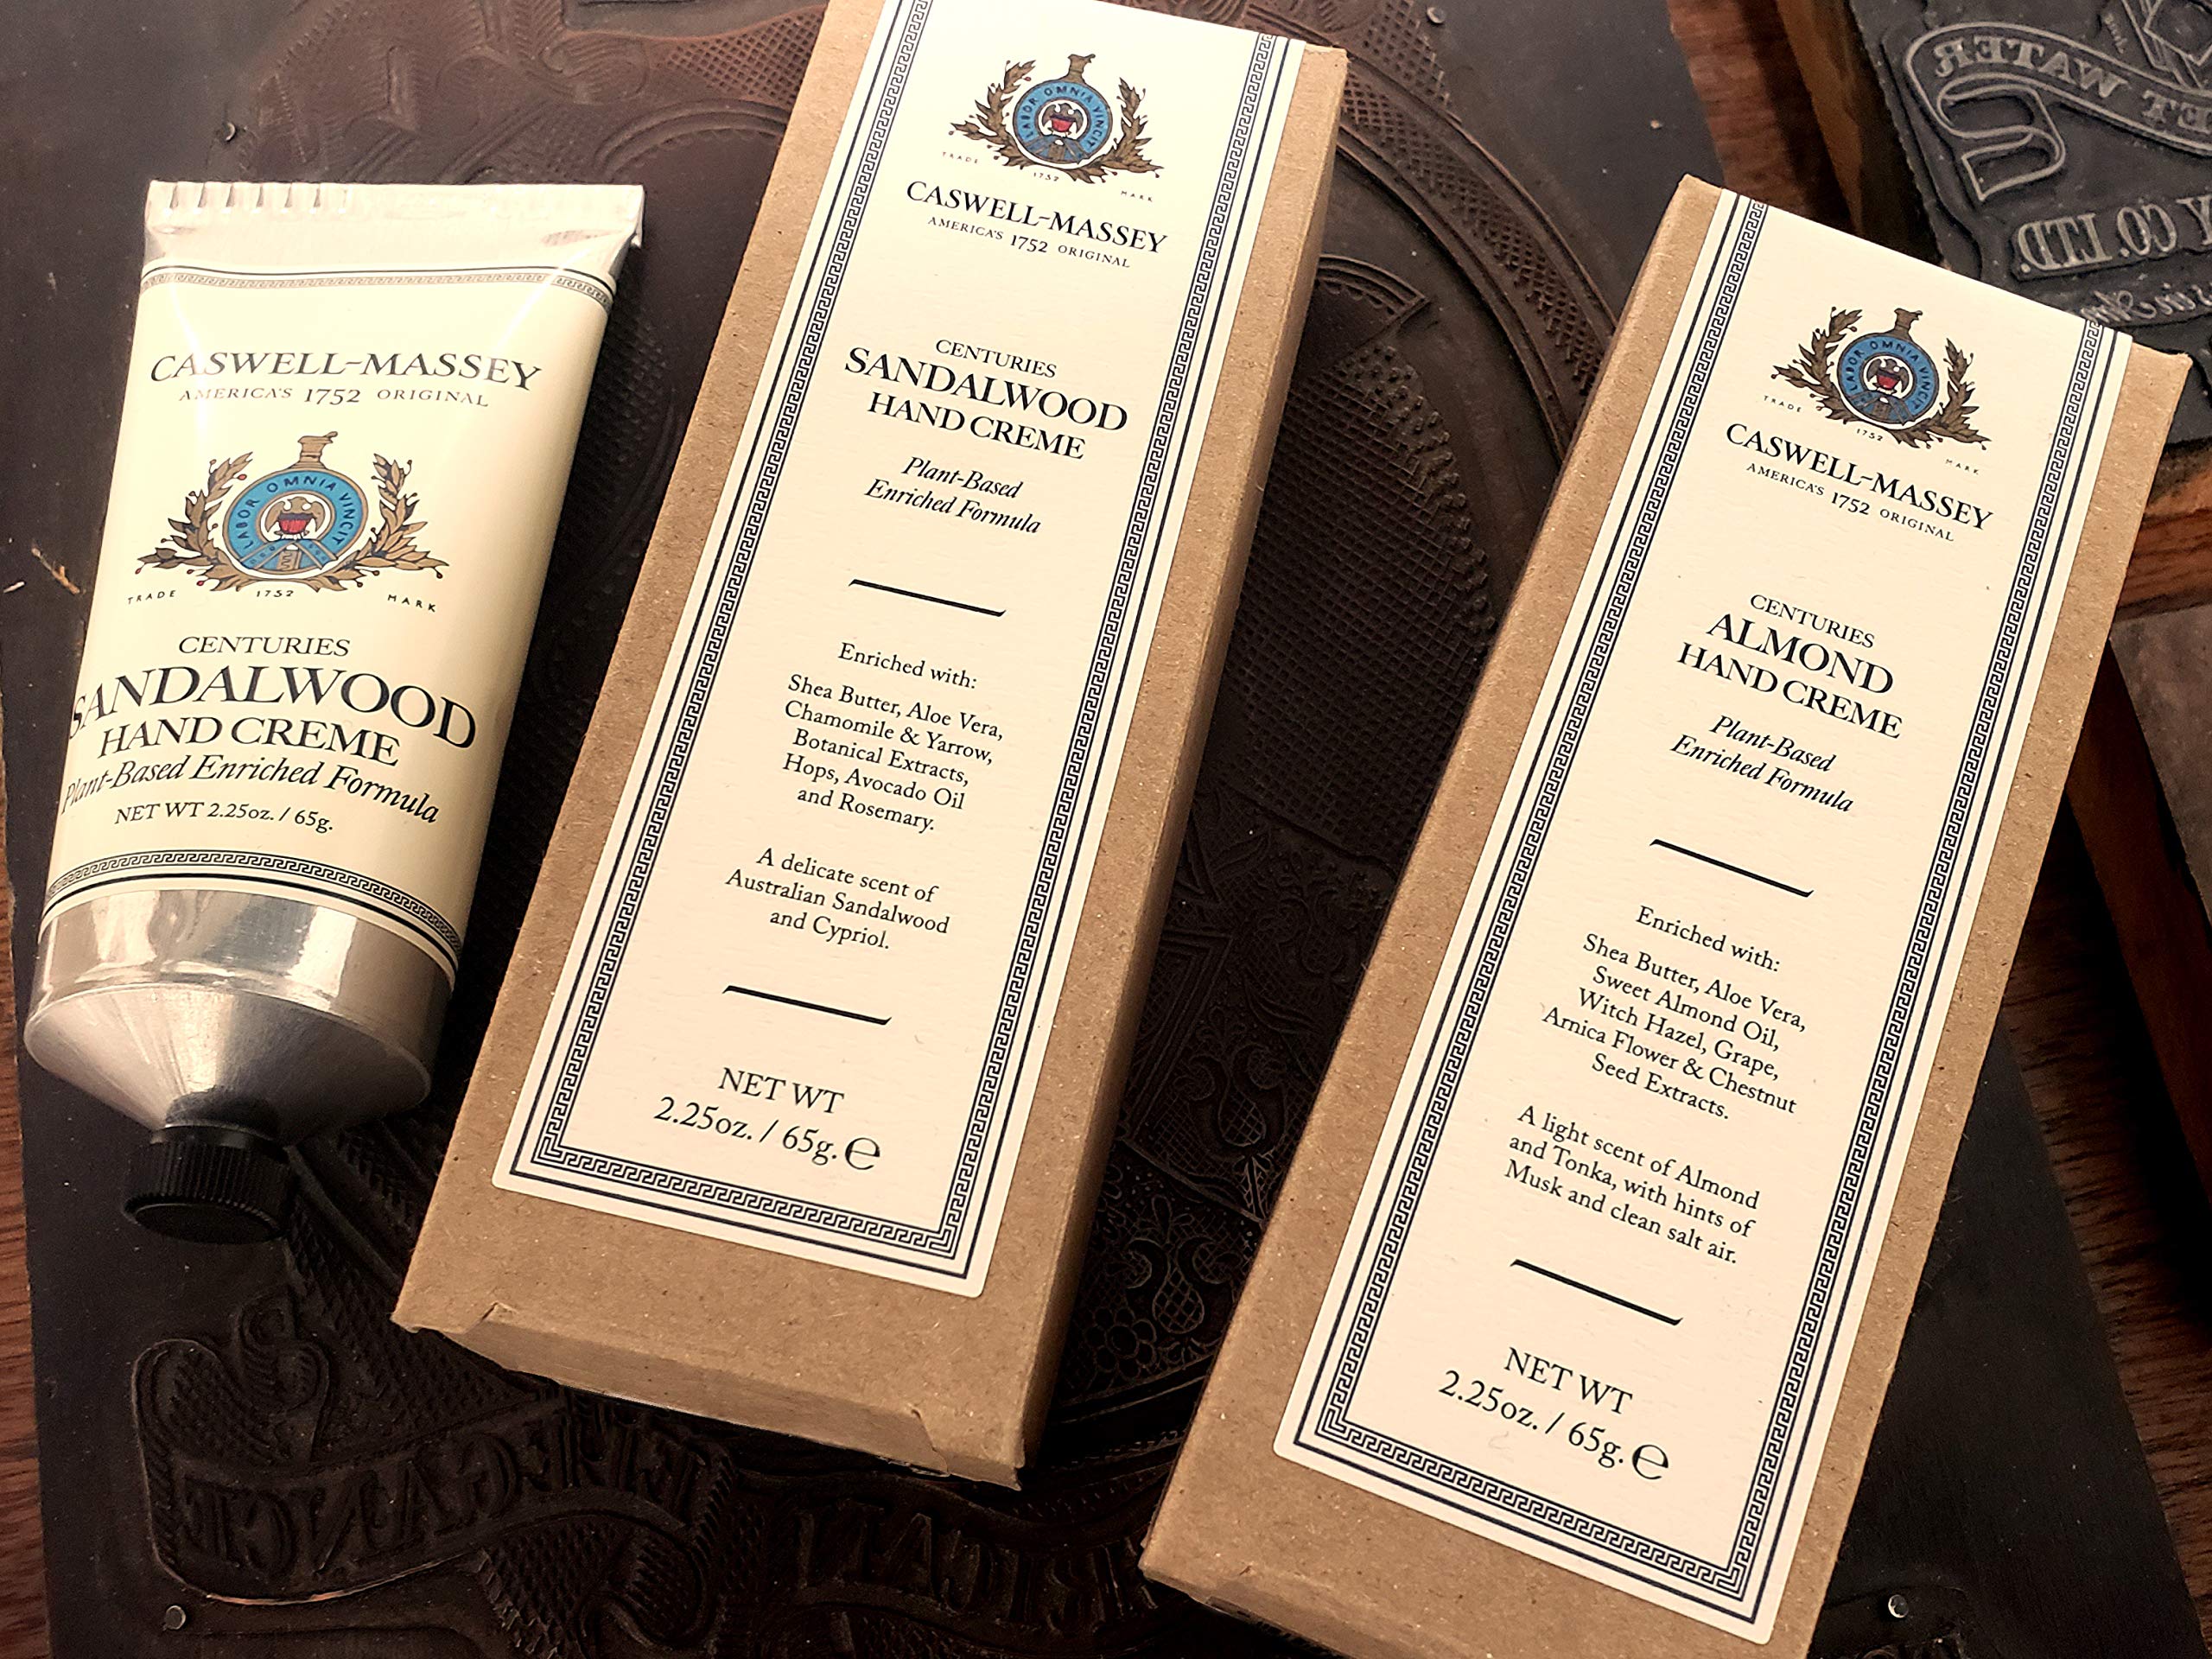 CASWELL-MASSEY
AMERICA'S 1752 ORIGINAL
LABOR OMNIA VINCIT
TRADE 1752 MARK
CENTURIES
SANDALWOOD
HAND CREME
Plant-Based Enriched Formula
NET WT 2.25oz. / 65g.
LABOR OMNIA VINCIT
TRADE 1752 MARK
CASWELL-MASSEY
AMERICA'S 1752 ORIGINAL
CENTURIES
SANDALWOOD
HAND CREME
Plant-Based
Enriched Formula
Enriched with:
Shea Butter, Aloe Vera,
Chamomile & Yarrow,
Botanical Extracts,
Hops, Avocado Oil
and Rosemary.
A delicate scent of
Australian Sandalwood
and Cypriol.
NET WT
2.25oz. / 65g. ℮
LABOR OMNIA VINCIT
TRADE 1752 MARK
CASWELL-MASSEY
AMERICA'S 1752 ORIGINAL
CENTURIES
ALMOND
HAND CREME
Plant-Based
Enriched Formula
Enriched with:
Shea Butter, Aloe Vera,
Sweet Almond Oil,
Witch Hazel, Grape,
Arnica Flower & Chestnut
Seed Extracts.
A light scent of Almond
and Tonka, with hints of
Musk and clean salt air.
NET WT
2.25oz. / 65g. ℮
WATER
CO. LTD.